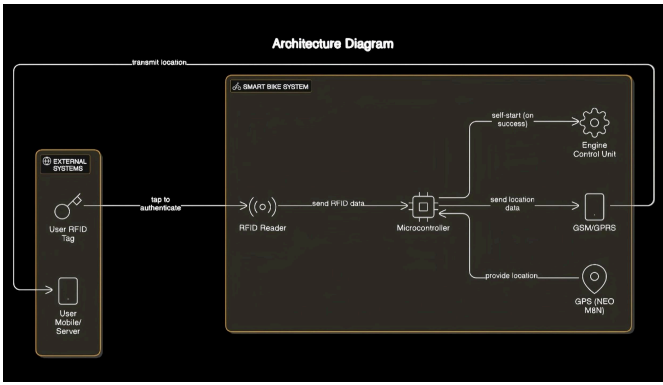 Architecture Diagram
transmit location
SMART BIKE SYSTEM
self-start (on
success)
Engine
Control Unit
EXTERNAL
SYSTEMS
tap to
authenticate
send RFID data
send location
data
User RFID
Tag
RFID Reader
Microcontroller
GSM/GPRS
provide location
User
Mobile/
Server
GPS (NEO
M8N)